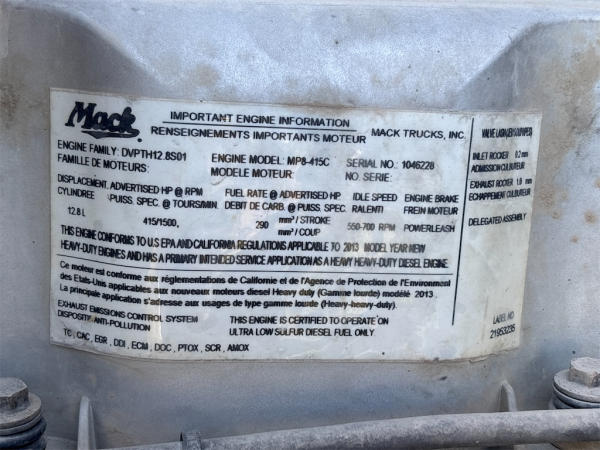 Mack
IMPORTANT ENGINE INFORMATION
RENSEIGNEMENTS IMPORTANTS MOTEUR
MACK TRUCKS, INC.
ENGINE FAMILY: DVPTH12.8S01
FAMILLE DE MOTEURS:
ENGINE MODEL: MP8-415C
MODELE MOTEUR:
SERIAL NO: 1046228
NO. SERIE:
DISPLACEMENT. ADVERTISED HP @ RPM FUEL RATE @ ADVERTISED HP IDLE SPEED ENGINE BRAKE
CYLINDREE PUISS. SPEC @ TOURS/MIN. DEBIT DE CARB. @ PUISS. SPEC RALENTI FREIN MOTEUR
12.8 L 415/1500, 290 mm³ / STROKE 550-700 RPM POWERLEASH
mm³ / COUP
THIS ENGINE CONFORMS TO U.S EPA AND CALIFORNIA REGULATIONS APPLICABLE TO 2013 MODEL YEAR NEW
HEAVY-DUTY ENGINES AND HAS A PRIMARY INTENDED SERVICE APPLICATION AS A HEAVY HEAVY-DUTY DIESEL ENGINE.
Ce moteur est conforme aux réglementations de Californie et de l'Agence de Protection de l'Environment
des Etats-Unis applicables aux nouveaux moteurs diesel Heavy duty (Gamme lourde) modélé 2013.
La principale application s'adresse aux usages de type gamme lourde (Heavy-heavy-duty).
EXHAUST EMISSIONS CONTROL SYSTEM
DISPOSITIF ANTI-POLLUTION
THIS ENGINE IS CERTIFIED TO OPERATE ON
ULTRA LOW SULFUR DIESEL FUEL ONLY.
TC, CAC, EGR, DDI, ECM, DOC, PTOX, SCR, AMOX
INLET ROCKER 0.2 mm
ADMISSION CULBUTEUR
EXHAUST ROCKER 1.0 mm
ECHAPPEMENT CULBUTEUR
DELEGATED ASSEMBLY
LABEL NO
21953235